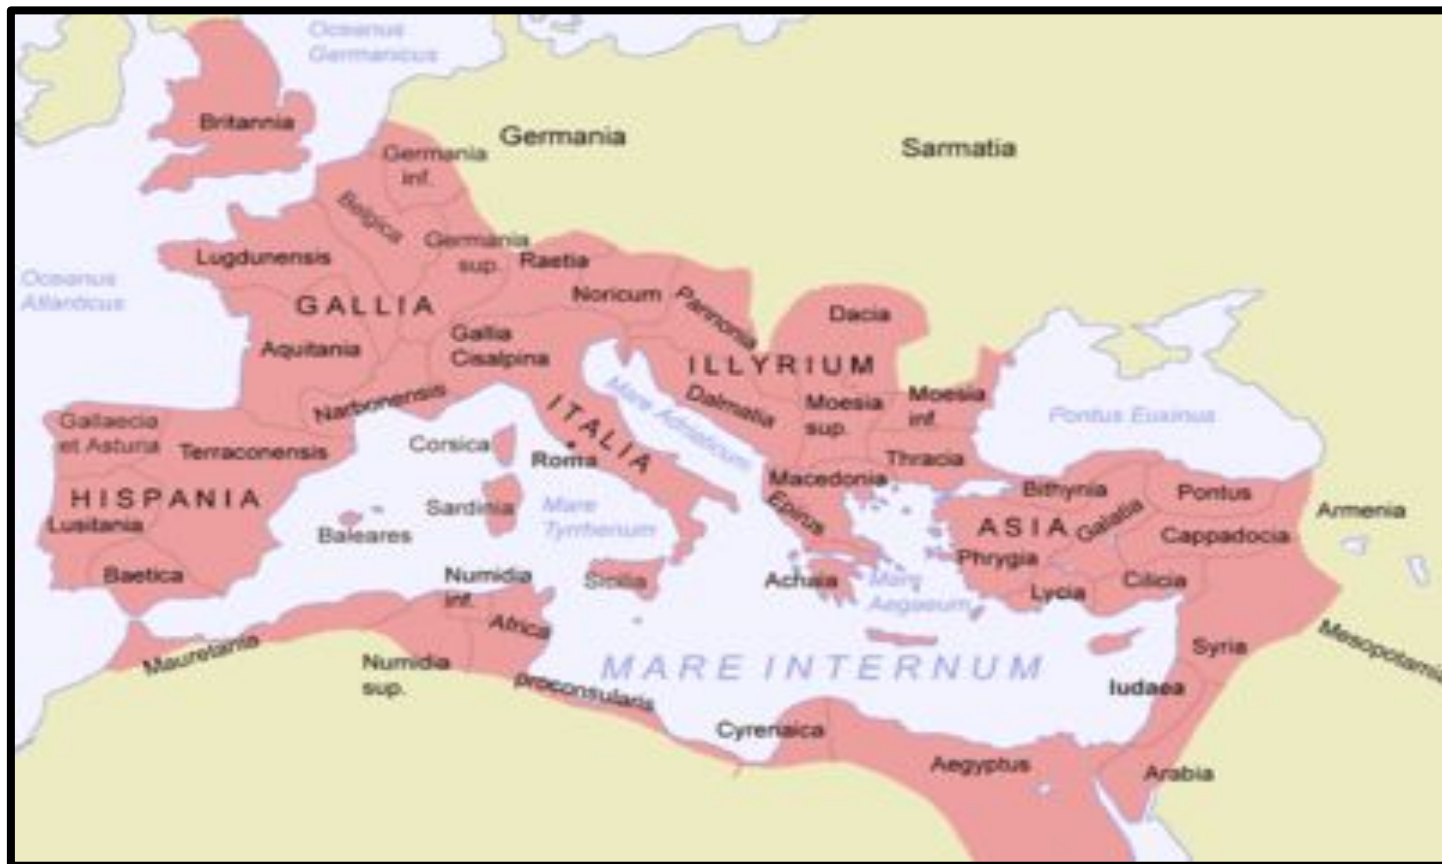 Oceanus
Germanicus
Britannia
Germania
Sarmatia
Germania
inf.
Belgica
Germania
sup.
Lugdunensis
Raetia
Oceanus
Atlanticus
GALLIA
Noricum
Pannonia
Dacia
Aquitania
Gallia
Cisalpina
ILLYRIUM
Narbonensis
ITALIA
Mare Adriaticum
Dalmatia
Moesia
sup.
Moesia
inf.
Pontus Euxinus
Gallaecia
et Asturia
Terraconensis
Corsica
Roma
Thracia
Macedonia
HISPANIA
Sardinia
Mare
Tyrrhenum
Epirus
Bithynia
Pontus
Armenia
Lusitania
Baleares
ASIA
Galatia
Cappadocia
Baetica
Numidia
inf.
Sicilia
Achaia
Mare
Aegaeum
Phrygia
Lycia
Cilicia
Mauretania
Africa
Numidia
sup.
proconsularis
MARE INTERNUM
Syria
Mesopotamia
Iudaea
Cyrenaica
Aegyptus
Arabia